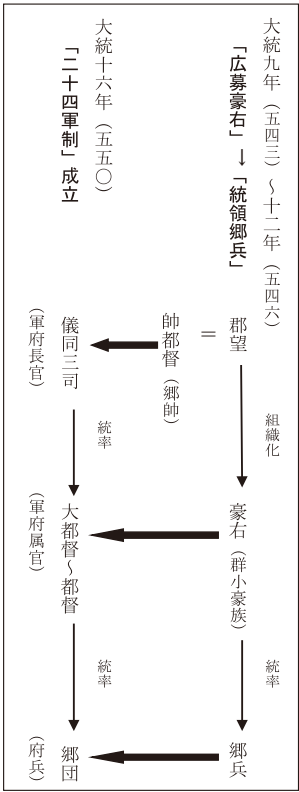 大統九年（五四三）～十二年（五四六）
「広募豪右」→「統領郷兵」
郡望
組織化
豪右（群小豪族）
統率
郷兵
＝
帥都督（郷帥）
大統十六年（五五〇）
「二十四軍制」成立
儀同三司
（軍府長官）
統率
大都督～都督
（軍府属官）
統率
郷団
（府兵）